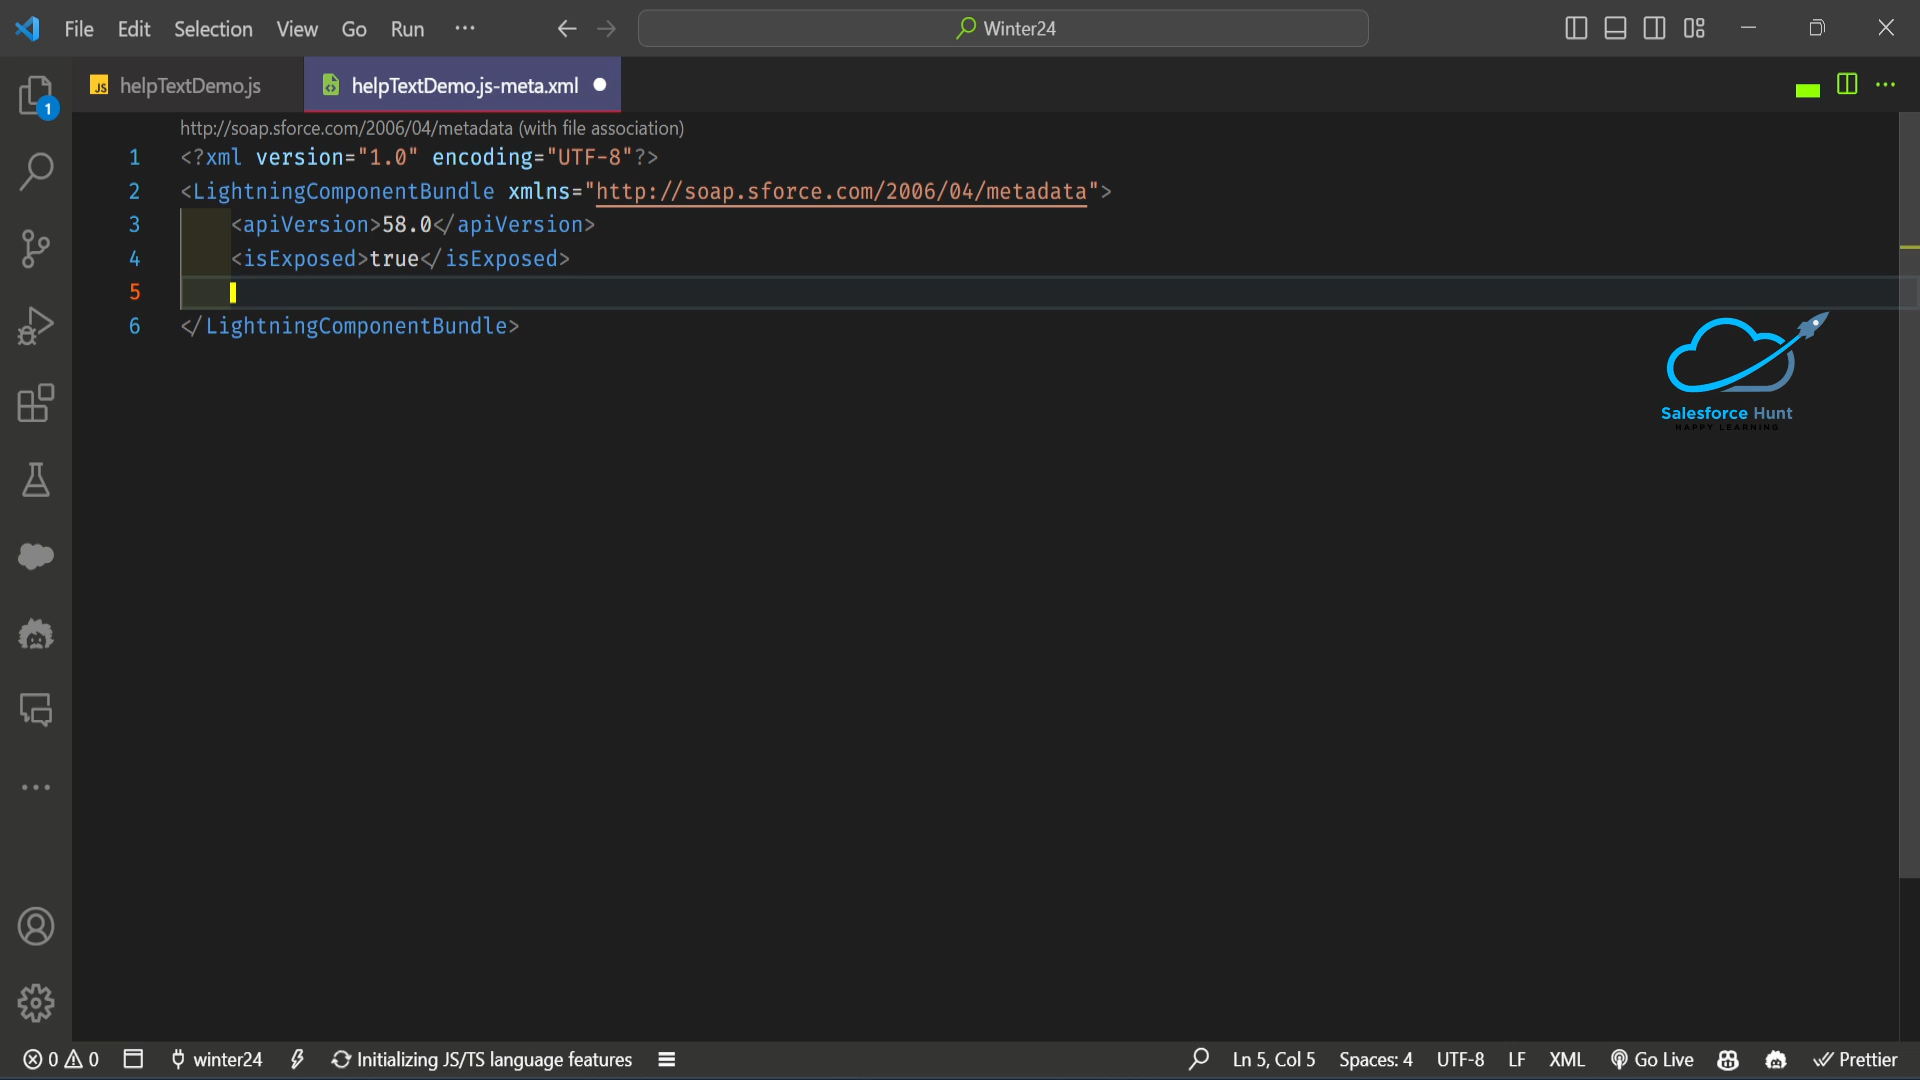 File Edit Selection View Go Run ··· Winter24
JS helpTextDemo.js helpTextDemo.js-meta.xml
1
http://soap.sforce.com/2006/04/metadata (with file association)
1 <?xml version="1.0" encoding="UTF-8"?>
2 <LightningComponentBundle xmlns="http://soap.sforce.com/2006/04/metadata">
3 <apiVersion>58.0</apiVersion>
4 <isExposed>true</isExposed>
5
6 </LightningComponentBundle>
Salesforce Hunt
HAPPY LEARNING
0 0 winter24 Initializing JS/TS language features Ln 5, Col 5 Spaces: 4 UTF-8 LF XML Go Live Prettier